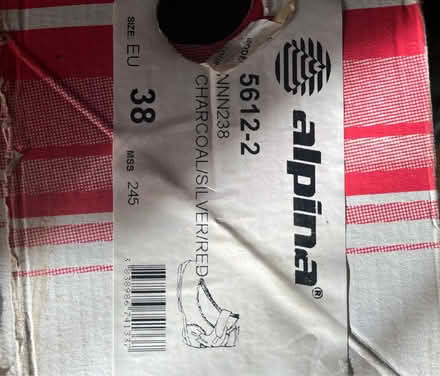 alpina®
5612-2
NNN238
CHARCOAL/SILVER/RED
SIZE: EU 38 MSS 245